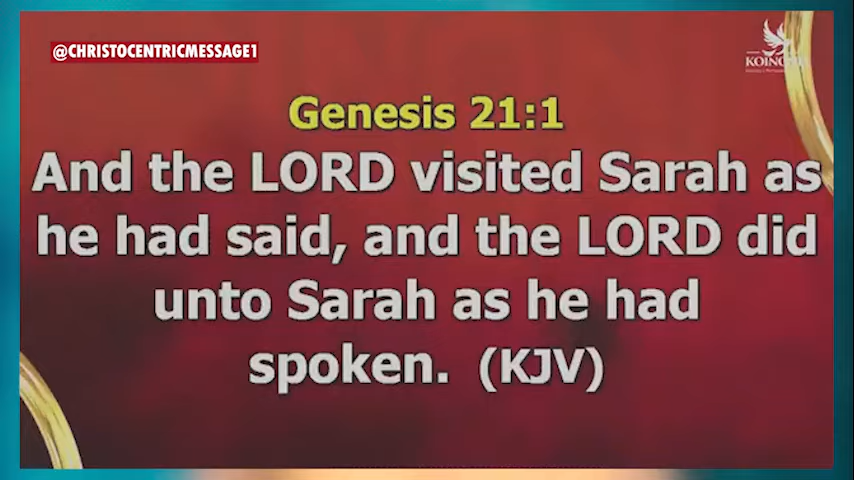 @CHRISTOCENTRICMESSAGE1
Genesis 21:1
And the LORD visited Sarah as
he had said, and the LORD did
unto Sarah as he had
spoken. (KJV)